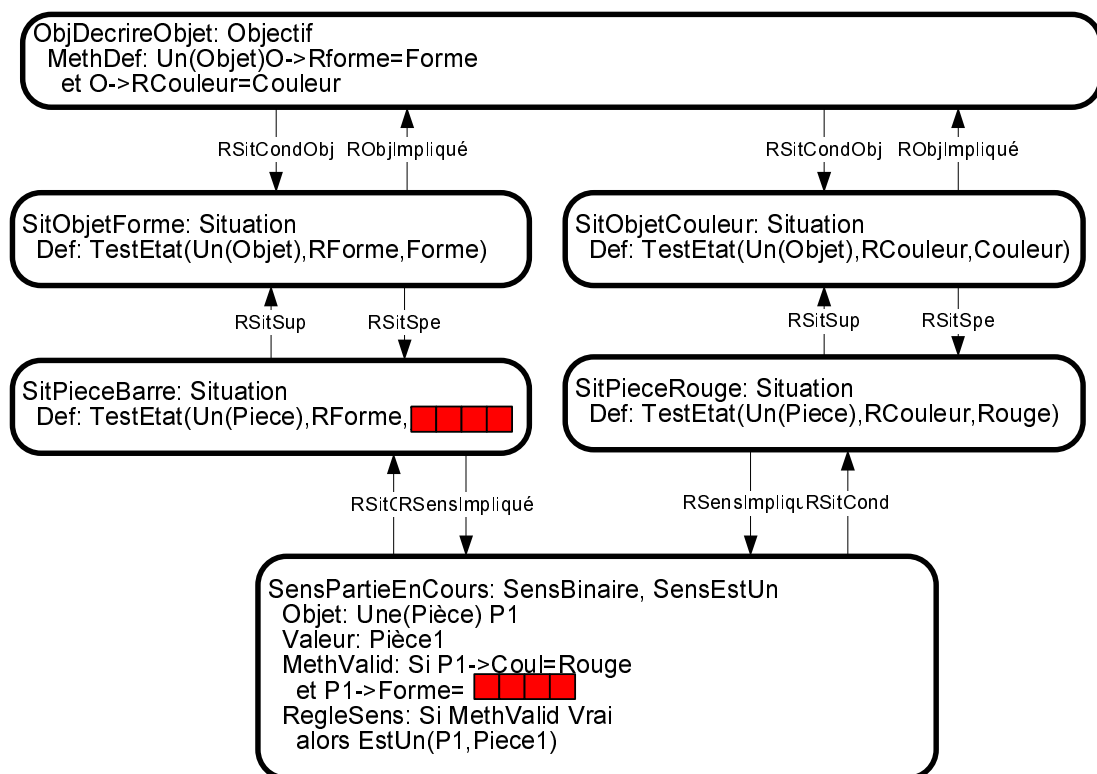 ObjDecrireObjet: Objectif
MethDef: Un(Objet)O->Rforme=Forme
et O->RCouleur=Couleur
RSitCondObj RObjImpliqué RSitCondObj RObjImpliqué
SitObjetForme: Situation
Def: TestEtat(Un(Objet),RForme,Forme)
SitObjetCouleur: Situation
Def: TestEtat(Un(Objet),RCouleur,Couleur)
RSitSup RSitSpe RSitSup RSitSpe
SitPieceBarre: Situation
Def: TestEtat(Un(Piece),RForme,
SitPieceRouge: Situation
Def: TestEtat(Un(Piece),RCouleur,Rouge)
RSensImpliqué RSitCond
SensPartieEnCours: SensBinaire, SensEstUn
Objet: Une(Pièce) P1
Valeur: Pièce1
MethValid: Si P1->Coul=Rouge
et P1->Forme=
RegleSens: Si MethValid Vrai
alors EstUn(P1,Piece1)